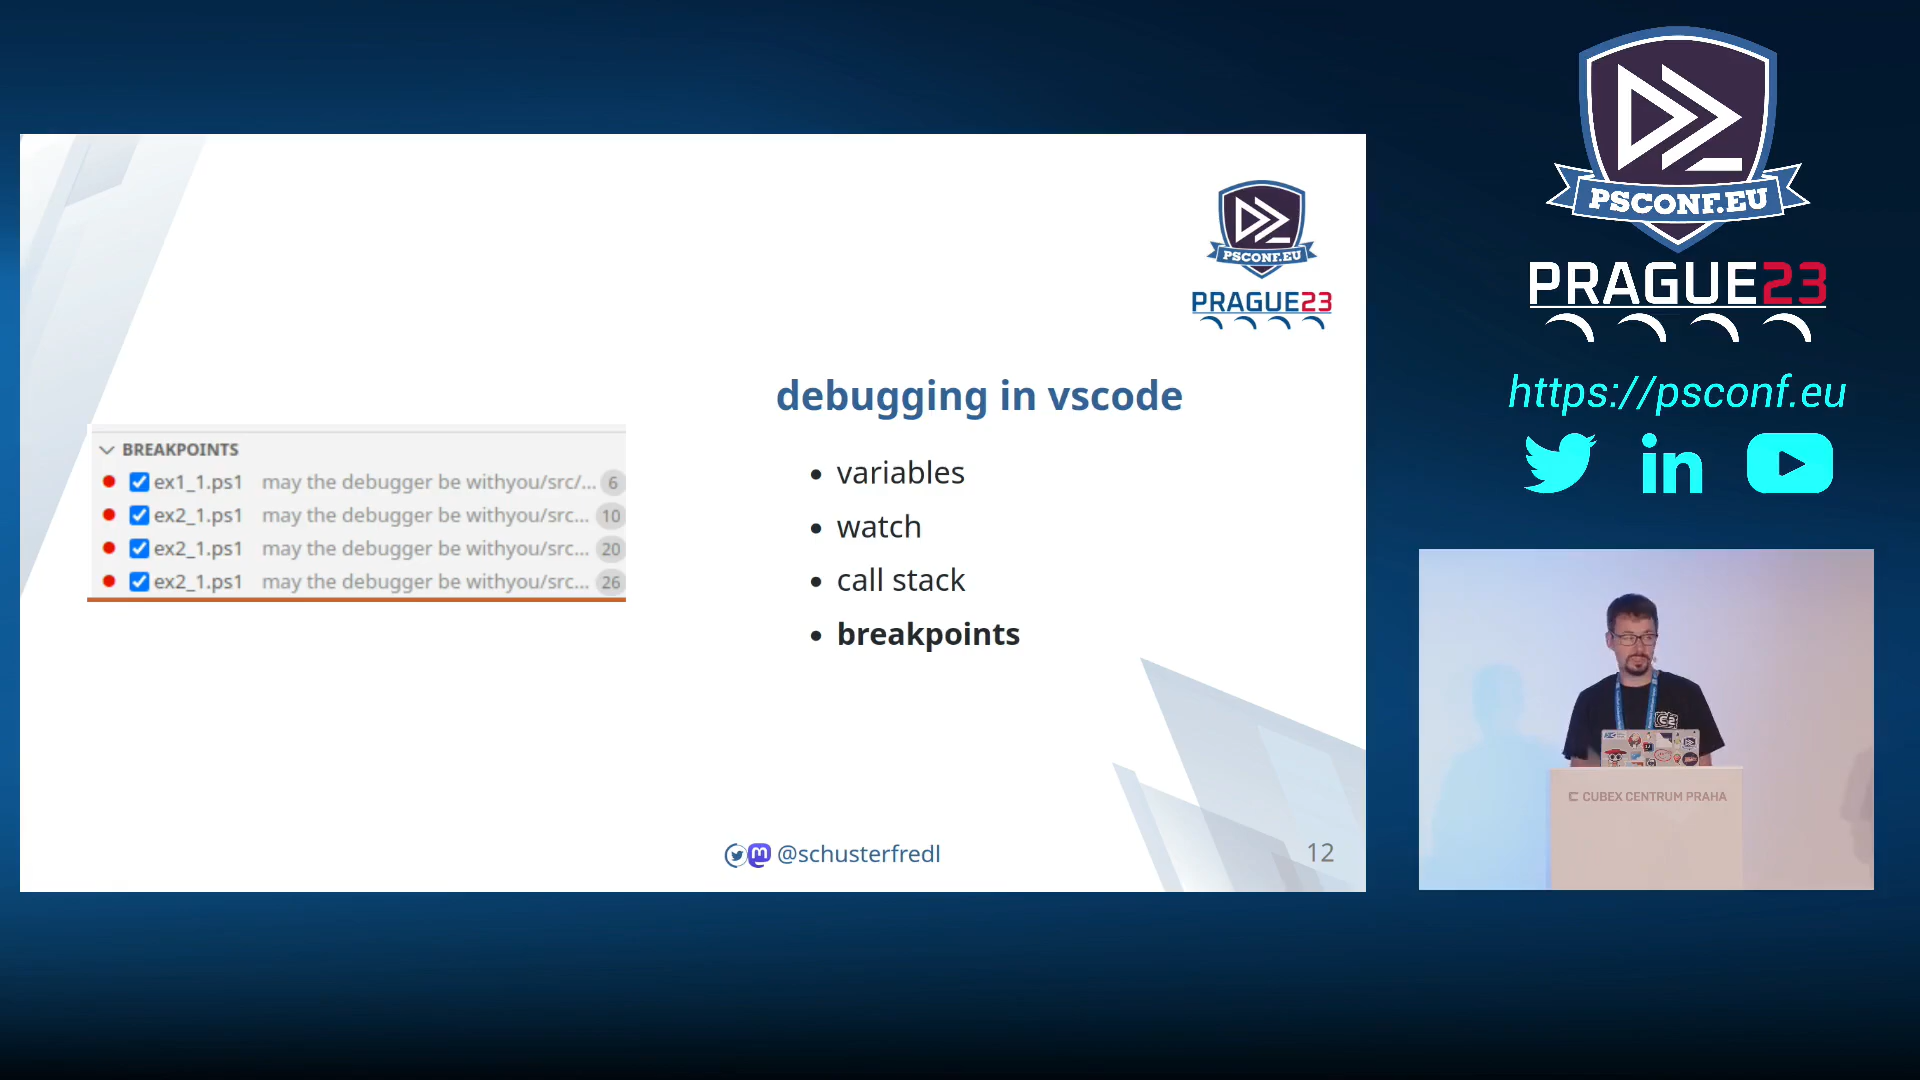 PSCONF.EU
PRAGUE23
debugging in vscode
• variables
• watch
• call stack
• breakpoints
BREAKPOINTS
ex1_1.ps1 may the debugger be withyou/src/... 6
ex2_1.ps1 may the debugger be withyou/src... 10
ex2_1.ps1 may the debugger be withyou/src... 20
ex2_1.ps1 may the debugger be withyou/src... 26
@schusterfredl
12
PSCONF.EU
PRAGUE23
https://psconf.eu
in
CUBEX CENTRUM PRAHA